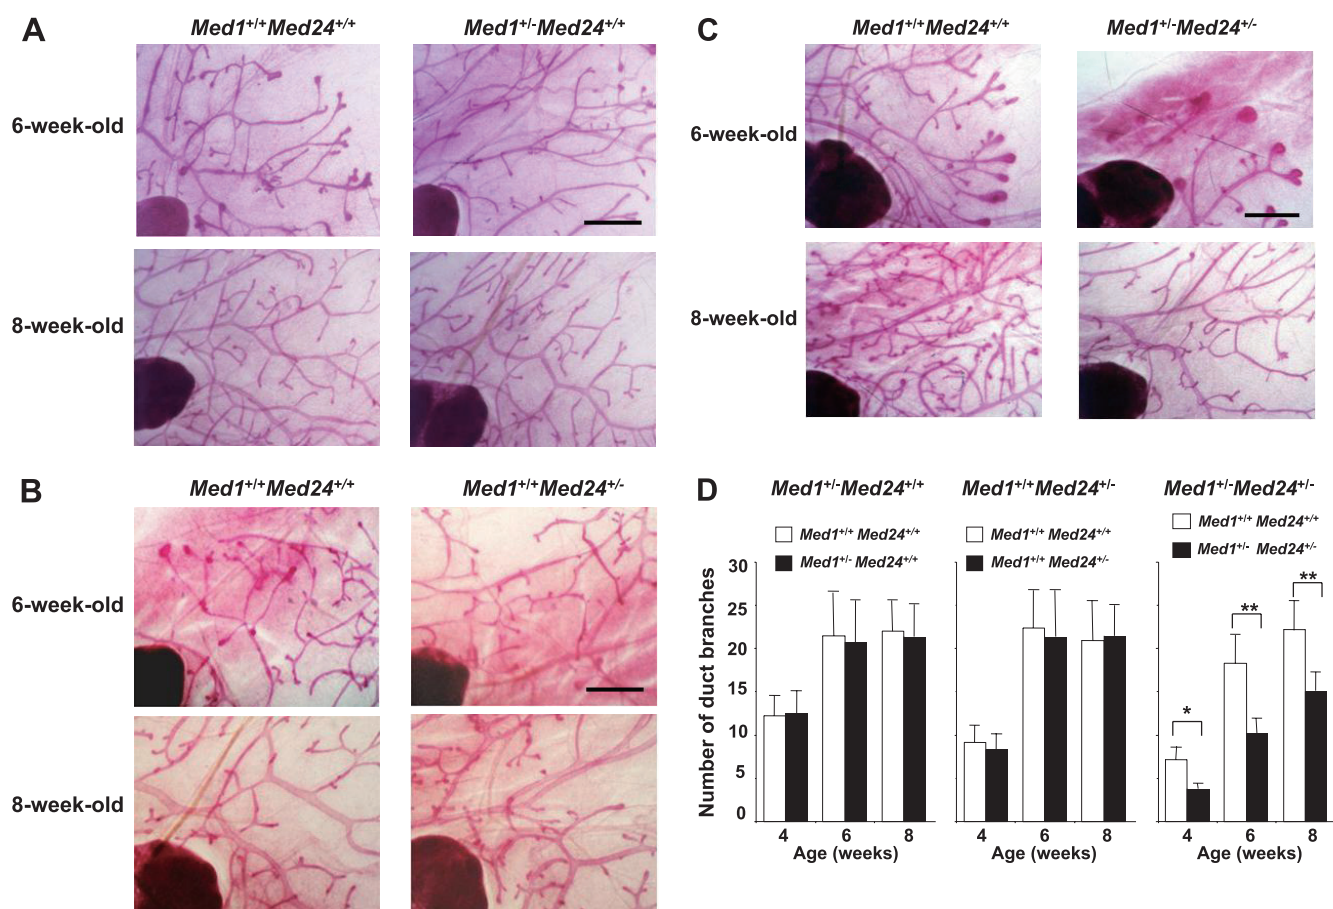 A
Med1+/+Med24+/+
Med1+/-Med24+/+
6-week-old
8-week-old
B
Med1+/+Med24+/+
Med1+/+Med24+/-
6-week-old
8-week-old
C
Med1+/+Med24+/+
Med1+/-Med24+/-
6-week-old
8-week-old
D
Med1+/-Med24+/+
Med1+/+Med24+/-
Med1+/-Med24+/-
Med1+/+ Med24+/+
Med1+/- Med24+/+
Med1+/+ Med24+/+
Med1+/+ Med24+/-
Med1+/+ Med24+/+
Med1+/- Med24+/-
Number of duct branches
30
25
20
15
10
5
0
4 6 8
Age (weeks)
4 6 8
Age (weeks)
* ** **
4 6 8
Age (weeks)